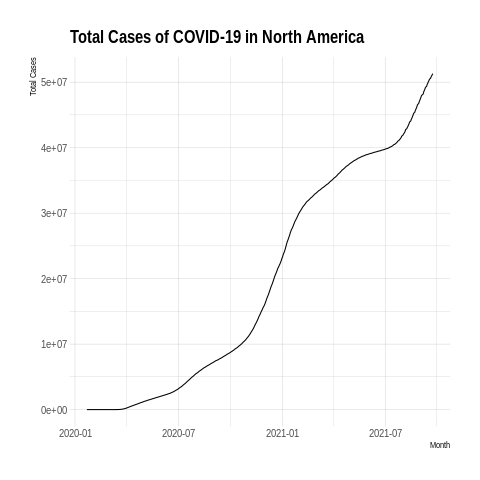 Total Cases of COVID-19 in North America
Total Cases
5e+07
4e+07
3e+07
2e+07
1e+07
0e+00
2020-01 2020-07 2021-01 2021-07
Month